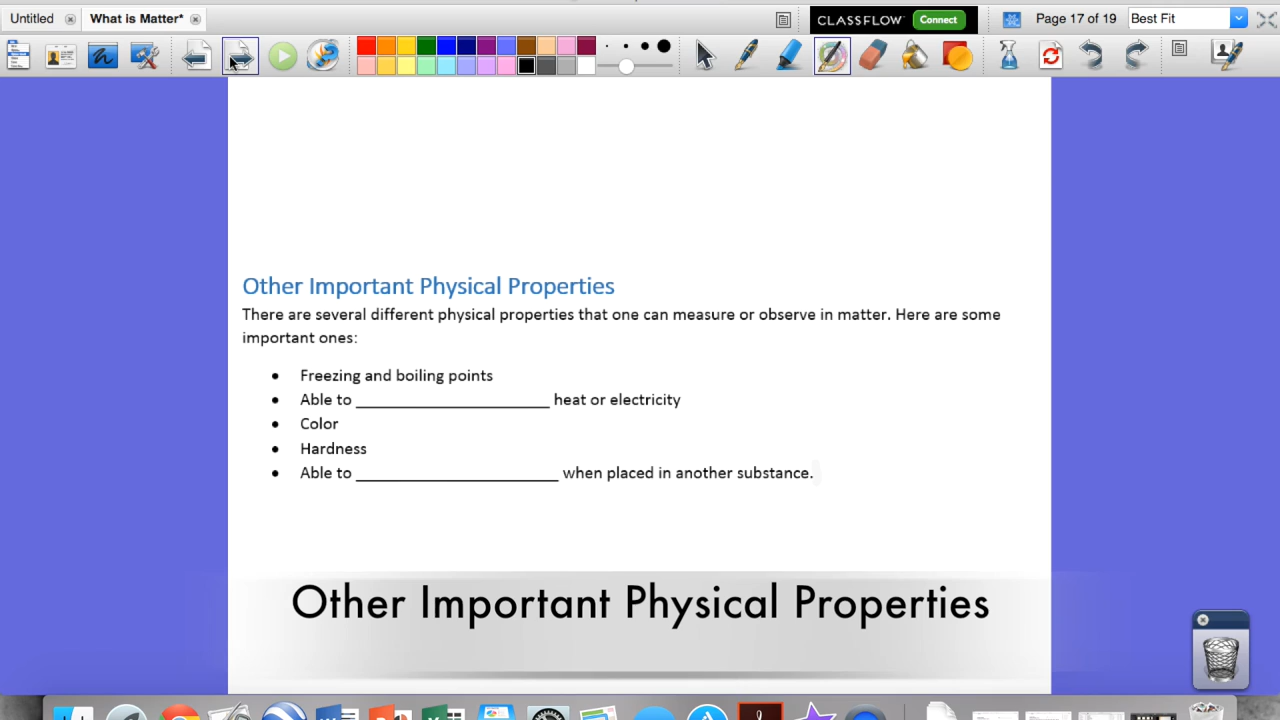 Untitled
What is Matter*
CLASSFLOW
Connect
Page 17 of 19
Best Fit
Other Important Physical Properties
There are several different physical properties that one can measure or observe in matter. Here are some
important ones:
• Freezing and boiling points
• Able to ______________________ heat or electricity
• Color
• Hardness
• Able to _______________________ when placed in another substance.
Other Important Physical Properties